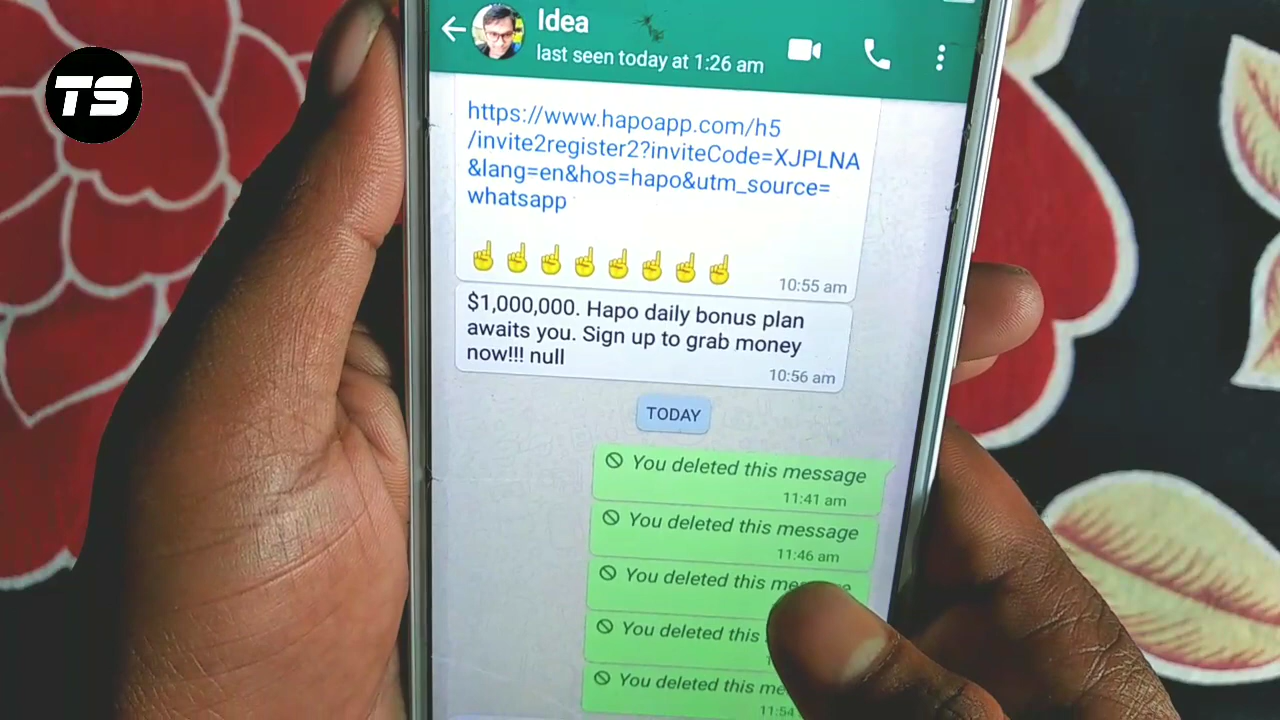 TS
Idea
last seen today at 1:26 am
https://www.hapoapp.com/h5
/invite2register2?inviteCode=XJPLNA
&lang=en&hos=hapo&utm_source=
whatsapp
☝☝☝☝☝☝☝☝
10:55 am
$1,000,000. Hapo daily bonus plan
awaits you. Sign up to grab money
now!!! null
10:56 am
TODAY
You deleted this message
11:41 am
You deleted this message
11:46 am
You deleted this
You deleted this
You deleted this
11:54